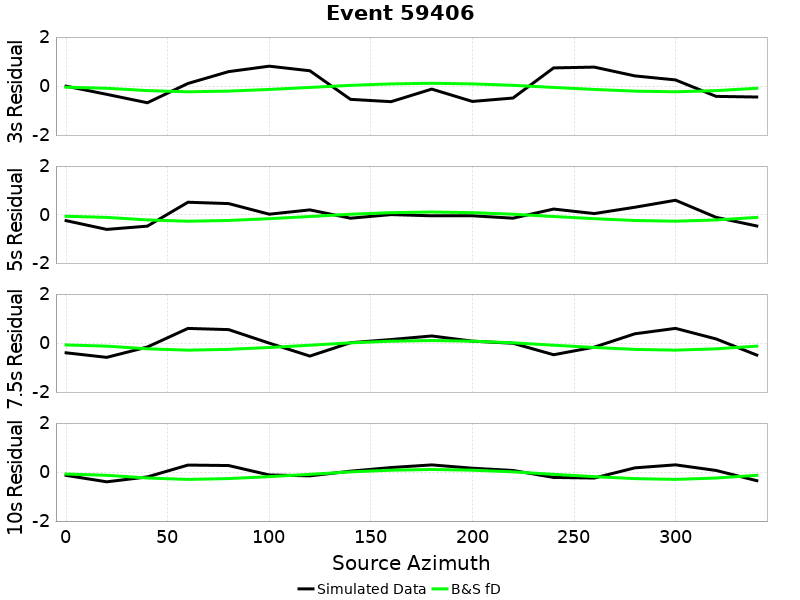 Event 59406
3s Residual
2
0
-2
5s Residual
2
0
-2
7.5s Residual
2
0
-2
10s Residual
2
0
-2
0 50 100 150 200 250 300
Source Azimuth
Simulated Data B&S fD